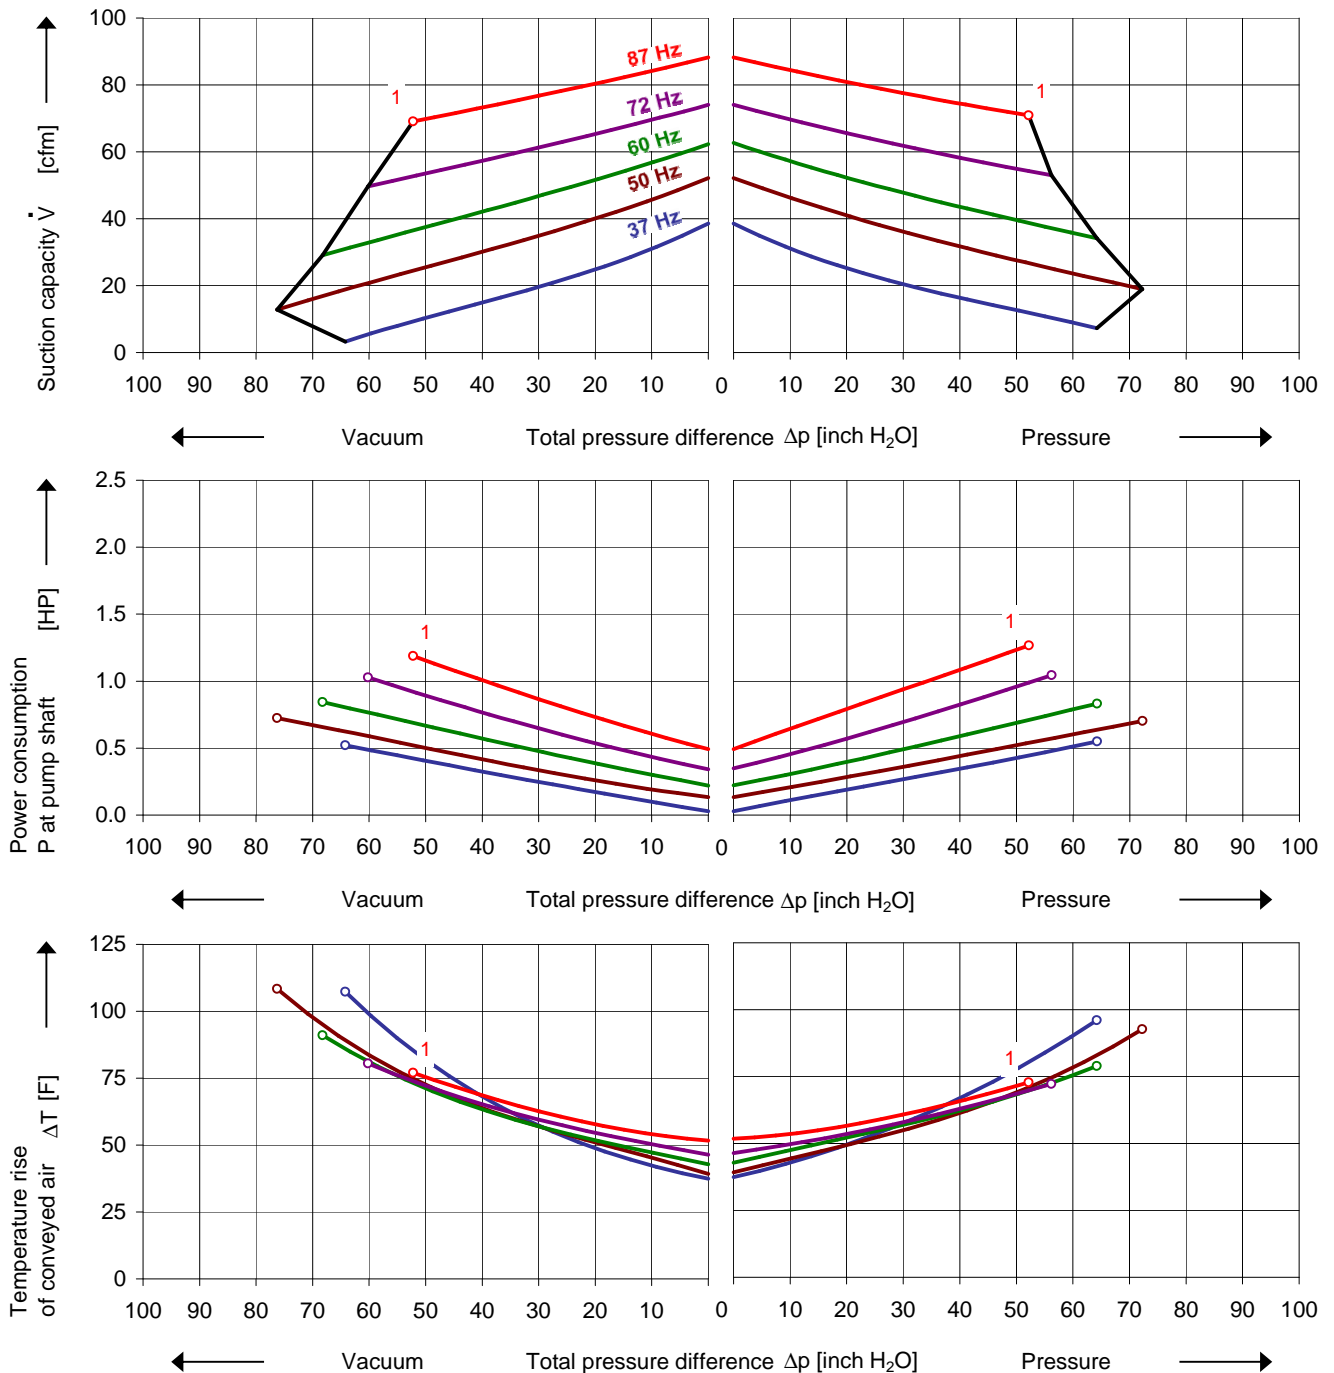 Suction capacity V̇ [cfm]
100
80
60
40
20
0
87 Hz
72 Hz
60 Hz
50 Hz
37 Hz
1
1
100 90 80 70 60 50 40 30 20 10 0 10 20 30 40 50 60 70 80 90 100
Vacuum Total pressure difference Δp [inch H₂O] Pressure
Power consumption
P at pump shaft [HP]
2.5
2.0
1.5
1.0
0.5
0.0
1
1
100 90 80 70 60 50 40 30 20 10 0 10 20 30 40 50 60 70 80 90 100
Vacuum Total pressure difference Δp [inch H₂O] Pressure
Temperature rise
of conveyed air ΔT [F]
125
100
75
50
25
0
1
1
100 90 80 70 60 50 40 30 20 10 0 10 20 30 40 50 60 70 80 90 100
Vacuum Total pressure difference Δp [inch H₂O] Pressure